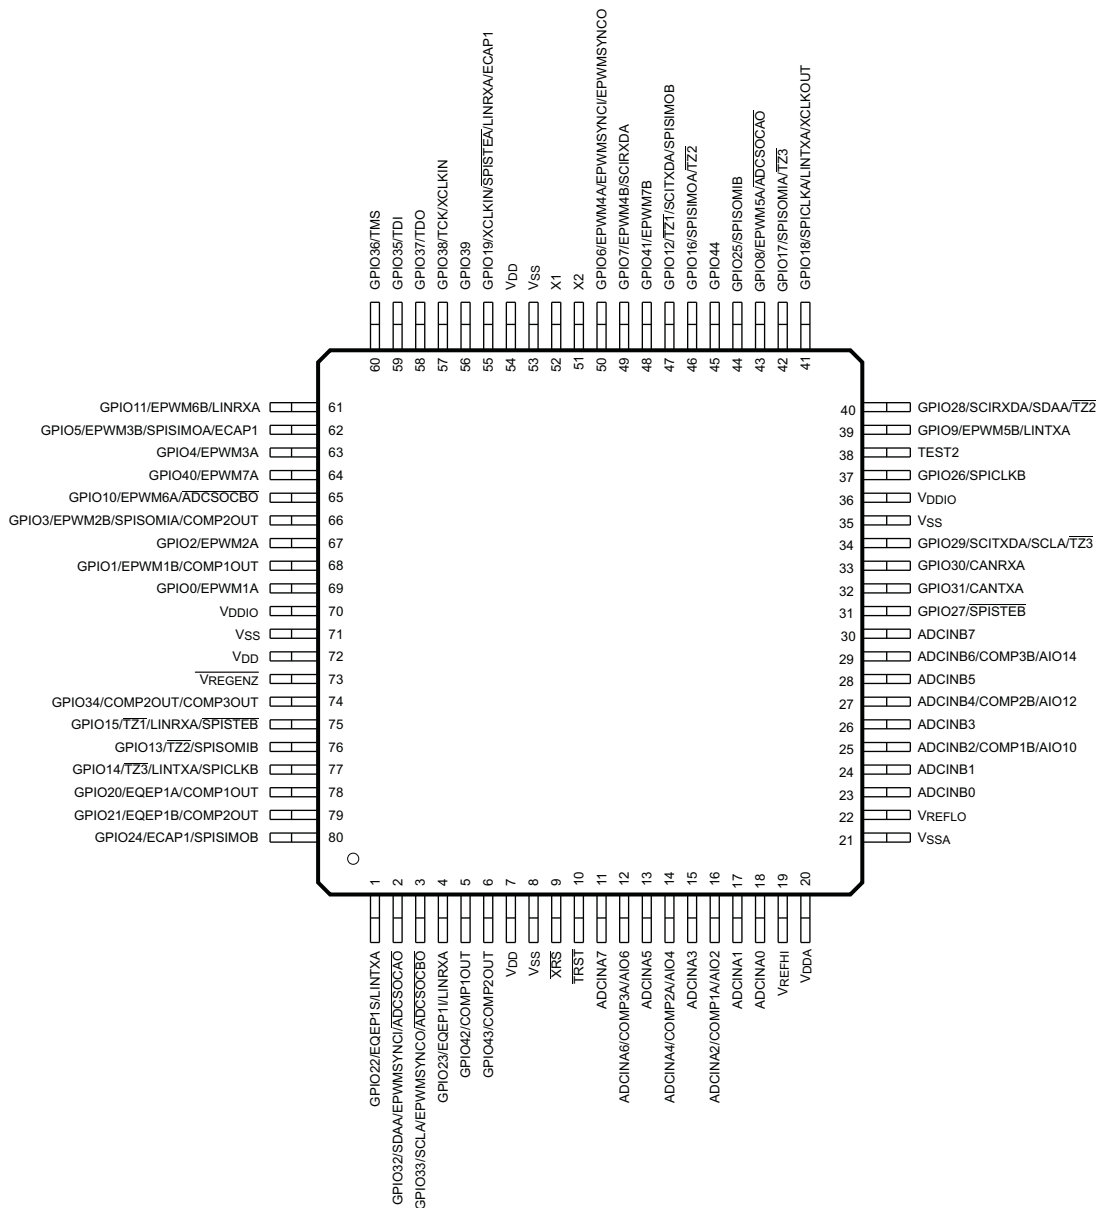 GPIO36/TMS
GPIO35/TDI
GPIO37/TDO
GPIO38/TCK/XCLKIN
GPIO39
GPIO19/XCLKIN/SPISTEA/LINRXA/ECAP1
VDD
VSS
X1
X2
GPIO6/EPWM4A/EPWMSYNCI/EPWMSYNCO
GPIO7/EPWM4B/SCIRXDA
GPIO41/EPWM7B
GPIO12/TZ1/SCITXDA/SPISIMOB
GPIO16/SPISIMOA/TZ2
GPIO44
GPIO25/SPISOMIB
GPIO8/EPWM5A/ADCSOCAO
GPIO17/SPISOMIA/TZ3
GPIO18/SPICLKA/LINTXA/XCLKOUT
60 59 58 57 56 55 54 53 52 51 50 49 48 47 46 45 44 43 42 41
GPIO11/EPWM6B/LINRXA 61
GPIO5/EPWM3B/SPISIMOA/ECAP1 62
GPIO4/EPWM3A 63
GPIO40/EPWM7A 64
GPIO10/EPWM6A/ADCSOCBO 65
GPIO3/EPWM2B/SPISOMIA/COMP2OUT 66
GPIO2/EPWM2A 67
GPIO1/EPWM1B/COMP1OUT 68
GPIO0/EPWM1A 69
VDDIO 70
VSS 71
VDD 72
VREGENZ 73
GPIO34/COMP2OUT/COMP3OUT 74
GPIO15/TZ1/LINRXA/SPISTEB 75
GPIO13/TZ2/SPISOMIB 76
GPIO14/TZ3/LINTXA/SPICLKB 77
GPIO20/EQEP1A/COMP1OUT 78
GPIO21/EQEP1B/COMP2OUT 79
GPIO24/ECAP1/SPISIMOB 80
40 GPIO28/SCIRXDA/SDAA/TZ2
39 GPIO9/EPWM5B/LINTXA
38 TEST2
37 GPIO26/SPICLKB
36 VDDIO
35 VSS
34 GPIO29/SCITXDA/SCLA/TZ3
33 GPIO30/CANRXA
32 GPIO31/CANTXA
31 GPIO27/SPISTEB
30 ADCINB7
29 ADCINB6/COMP3B/AIO14
28 ADCINB5
27 ADCINB4/COMP2B/AIO12
26 ADCINB3
25 ADCINB2/COMP1B/AIO10
24 ADCINB1
23 ADCINB0
22 VREFLO
21 VSSA
1 2 3 4 5 6 7 8 9 10 11 12 13 14 15 16 17 18 19 20
GPIO22/EQEP1S/LINTXA
GPIO32/SDAA/EPWMSYNCI/ADCSOCAO
GPIO33/SCLA/EPWMSYNCO/ADCSOCBO
GPIO23/EQEP1I/LINRXA
GPIO42/COMP1OUT
GPIO43/COMP2OUT
VDD
VSS
XRS
TRST
ADCINA7
ADCINA6/COMP3A/AIO6
ADCINA5
ADCINA4/COMP2A/AIO4
ADCINA3
ADCINA2/COMP1A/AIO2
ADCINA1
ADCINA0
VREFHI
VDDA